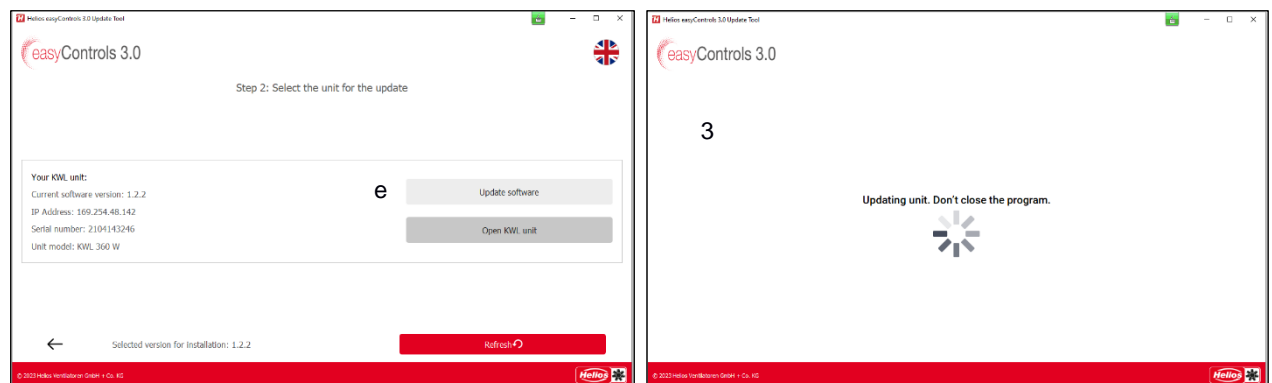 Helios easyControls 3.0 Update Tool
easyControls 3.0
Step 2: Select the unit for the update
Your KWL unit:
Current software version: 1.2.2
IP Address: 169.254.48.142
Serial number: 2104143246
Unit model: KWL 360 W
e
Update software
Open KWL unit
Selected version for installation: 1.2.2
Refresh
© 2023 Helios Ventilatoren GmbH + Co. KG
Helios
Helios easyControls 3.0 Update Tool
easyControls 3.0
3
Updating unit. Don't close the program.
© 2023 Helios Ventilatoren GmbH + Co. KG
Helios